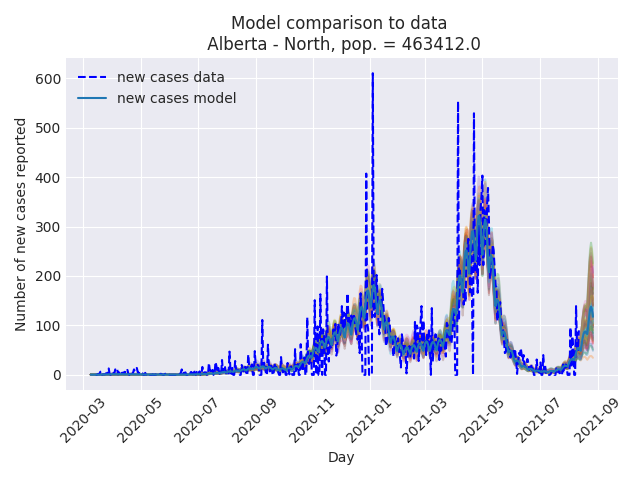 Model comparison to data
Alberta - North, pop. = 463412.0
new cases data
new cases model
Number of new cases reported
600
500
400
300
200
100
0
2020-03
2020-05
2020-07
2020-09
2020-11
2021-01
2021-03
2021-05
2021-07
2021-09
Day